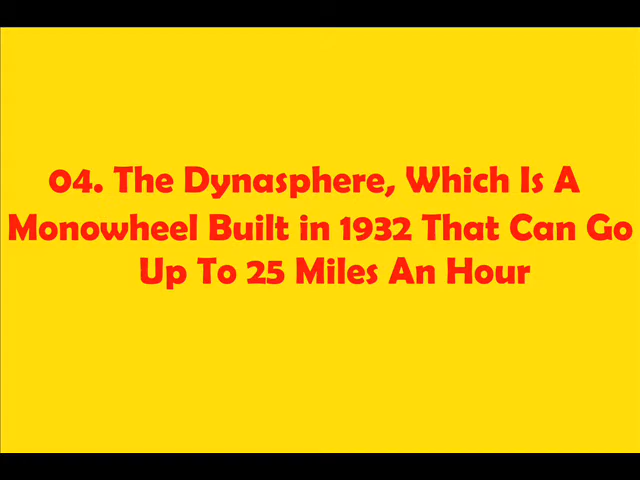 04. The Dynasphere, Which Is A
Monowheel Built in 1932 That Can Go
Up To 25 Miles An Hour